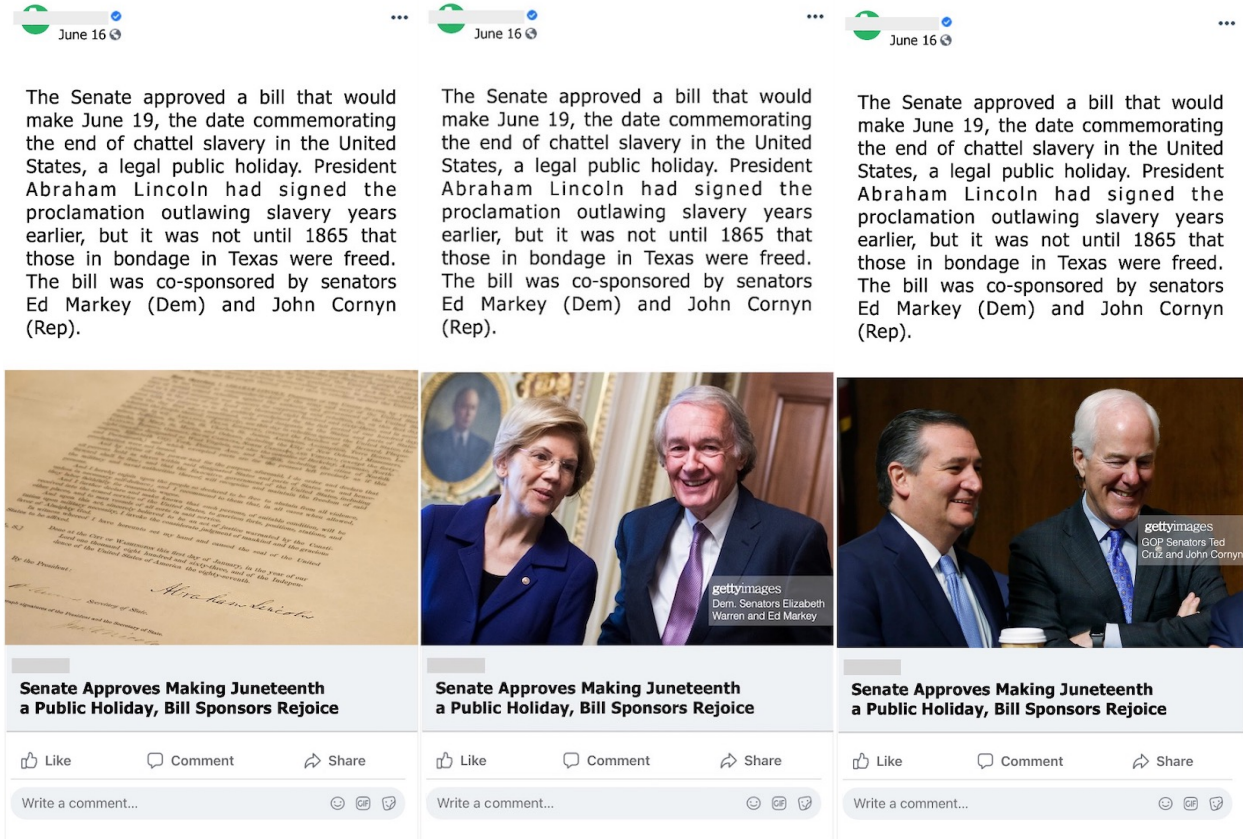 June 16
The Senate approved a bill that would
make June 19, the date commemorating
the end of chattel slavery in the United
States, a legal public holiday. President
Abraham Lincoln had signed the
proclamation outlawing slavery years
earlier, but it was not until 1865 that
those in bondage in Texas were freed.
The bill was co-sponsored by senators
Ed Markey (Dem) and John Cornyn
(Rep).
By the President:
Abraham Lincoln
Secretary of State.
Senate Approves Making Juneteenth
a Public Holiday, Bill Sponsors Rejoice
Like Comment Share
Write a comment...
GIF
June 16
The Senate approved a bill that would
make June 19, the date commemorating
the end of chattel slavery in the United
States, a legal public holiday. President
Abraham Lincoln had signed the
proclamation outlawing slavery years
earlier, but it was not until 1865 that
those in bondage in Texas were freed.
The bill was co-sponsored by senators
Ed Markey (Dem) and John Cornyn
(Rep).
gettyimages
Dem. Senators Elizabeth
Warren and Ed Markey
Senate Approves Making Juneteenth
a Public Holiday, Bill Sponsors Rejoice
Like Comment Share
Write a comment...
GIF
June 16
The Senate approved a bill that would
make June 19, the date commemorating
the end of chattel slavery in the United
States, a legal public holiday. President
Abraham Lincoln had signed the
proclamation outlawing slavery years
earlier, but it was not until 1865 that
those in bondage in Texas were freed.
The bill was co-sponsored by senators
Ed Markey (Dem) and John Cornyn
(Rep).
gettyimages
GOP Senators Ted
Cruz and John Cornyn
Senate Approves Making Juneteenth
a Public Holiday, Bill Sponsors Rejoice
Like Comment Share
Write a comment...
GIF